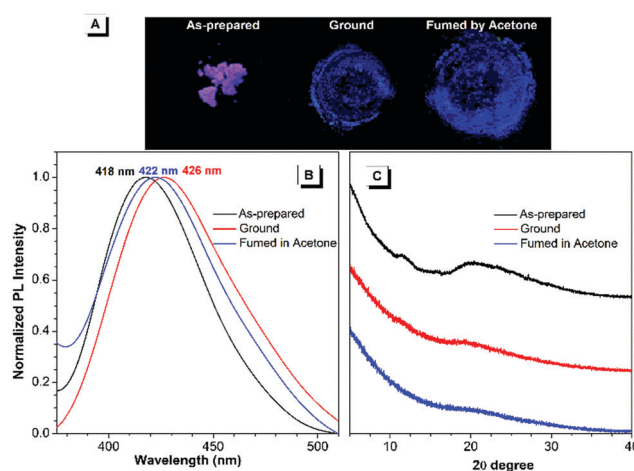 A
As-prepared Ground Fumed by Acetone
418 nm 422 nm 426 nm
B
As-prepared
Ground
Fumed in Acetone
Normalized PL Intensity
1.0
0.8
0.6
0.4
0.2
0.0
400 450 500
Wavelength (nm)
C
As-prepared
Ground
Fumed in Acetone
10 20 30 40
2θ degree